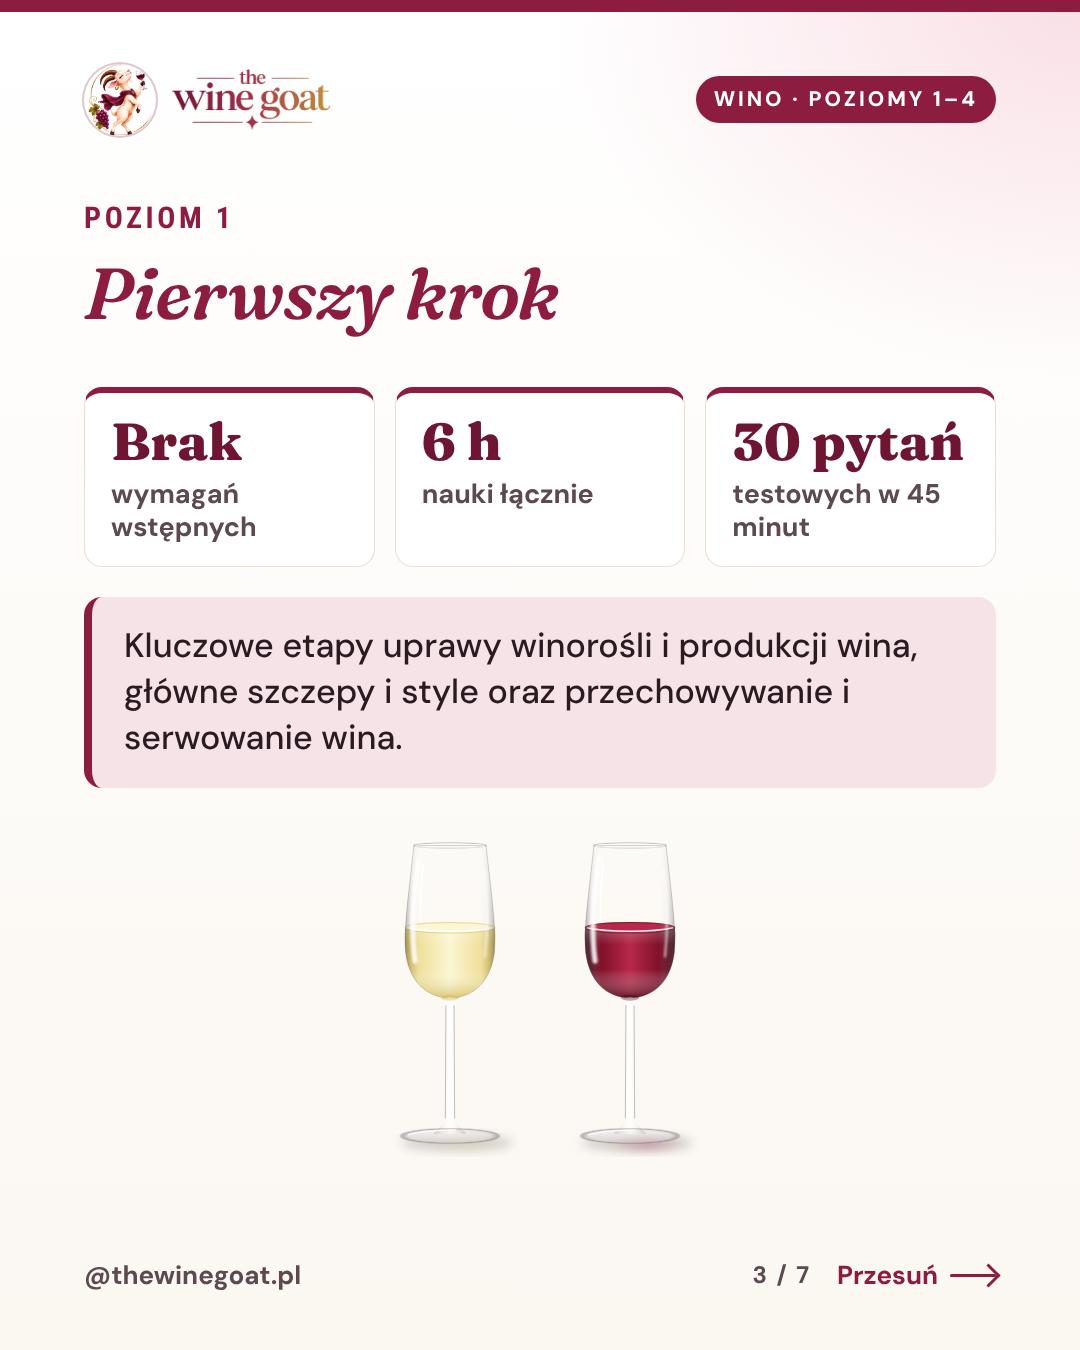 the
wine goat
WINO · POZIOMY 1–4
POZIOM 1
Pierwszy krok
Brak
wymagań
wstępnych
6 h
nauki łącznie
30 pytań
testowych w 45
minut
Kluczowe etapy uprawy winorośli i produkcji wina,
główne szczepy i style oraz przechowywanie i
serwowanie wina.
@thewinegoat.pl
3 / 7
Przesuń